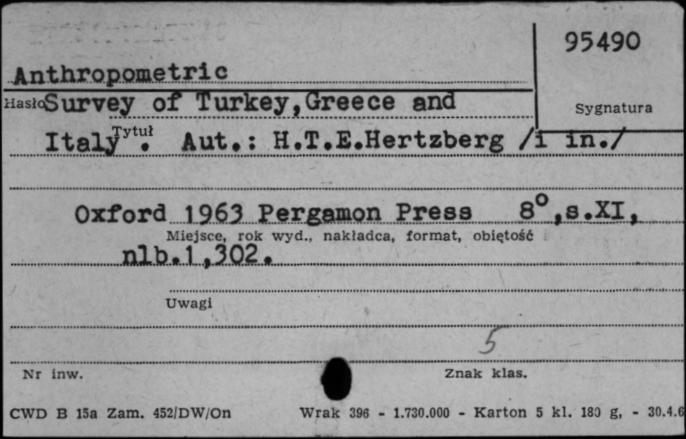 95490
Anthropometric
Hasło Survey of Turkey, Greece and
Sygnatura
Tytuł
Italy. Aut.: H.T.E.Hertzberg /i in./
Oxford 1963 Pergamon Press 8°,s.XI,
Miejsce, rok wyd., nakładca, format, objętość
nlb.1,302.
Uwagi
5
Nr inw.
Znak klas.
CWD B 15a Zam. 452/DW/On Wrak 396 - 1.730.000 - Karton 5 kl. 180 g, - 30.4.6